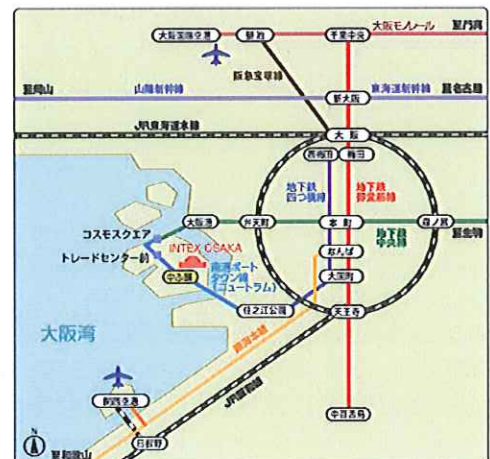 大阪モノレール
至門真
大阪国際空港
蛍池
千里中央
阪急宝塚線
至岡山
山陽新幹線
東海道新幹線
至名古屋
新大阪
JR東海道本線
大阪
西梅田
梅田
地下鉄
四つ橋線
地下鉄
御堂筋線
大阪港
弁天町
本町
森ノ宮
コスモスクエア
地下鉄
中央線
至生駒
INTEX OSAKA
なんば
トレードセンター前
中ふ頭
南港ポート
タウン線
(ニュートラム)
大国町
住之江公園
天王寺
大阪湾
南海本線
JR阪和線
関西空港
中百舌鳥
日根野
至和歌山
N